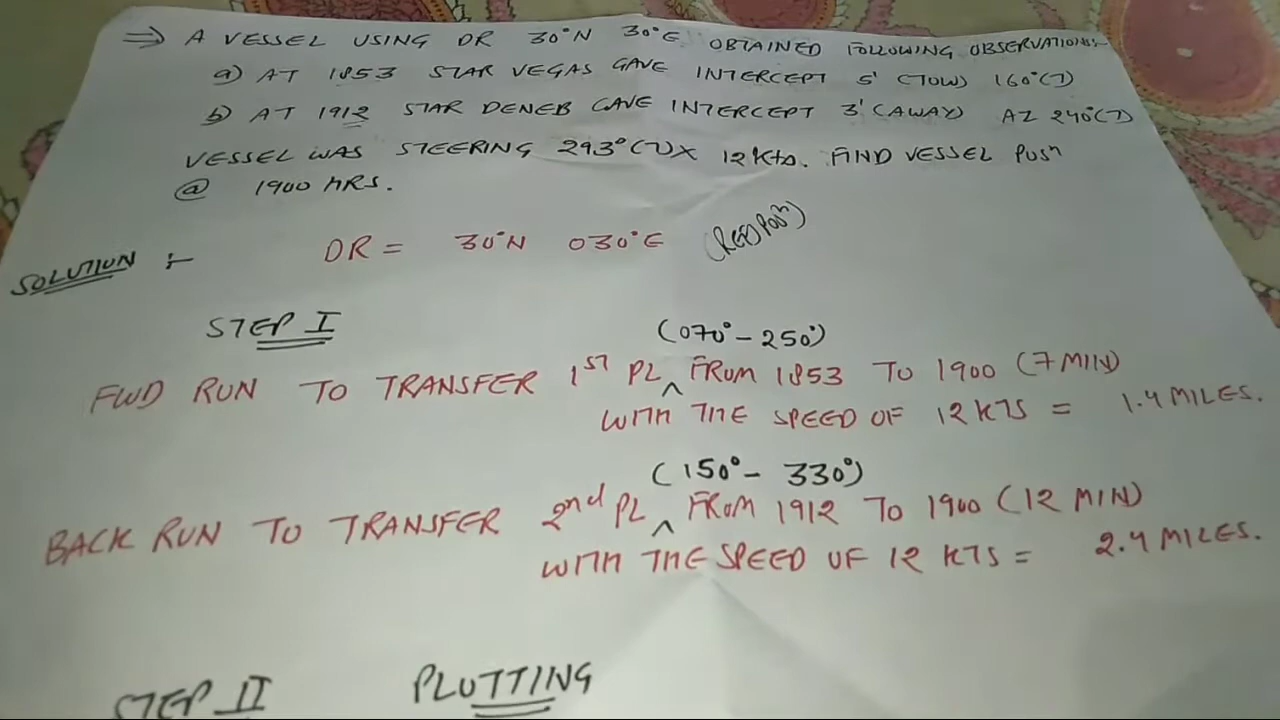 ⇒ A VESSEL USING DR 30°N 30°E OBTAINED FOLLOWING OBSERVATIONS:-
a) AT 1853 STAR VEGAS GAVE INTERCEPT 5' (TOW) 160°(T)
b) AT 1912 STAR DENEB GAVE INTERCEPT 3' (AWAY) AZ 240°(T)
VESSEL WAS STEERING 293°(T) X 12 Kts. FIND VESSEL POSN
@ 1900 HRS.
SOLUTION :-
DR = 30°N 030°E (REF POSN)
STEP I
(070° - 250°)
FWD RUN TO TRANSFER 1ST PL ^ FROM 1853 TO 1900 (7 MIN)
WITH THE SPEED OF 12 KTS = 1.4 MILES.
(150° - 330°)
BACK RUN TO TRANSFER 2nd PL ^ FROM 1912 TO 1900 (12 MIN)
WITH THE SPEED OF 12 KTS = 2.4 MILES.
STEP II PLOTTING